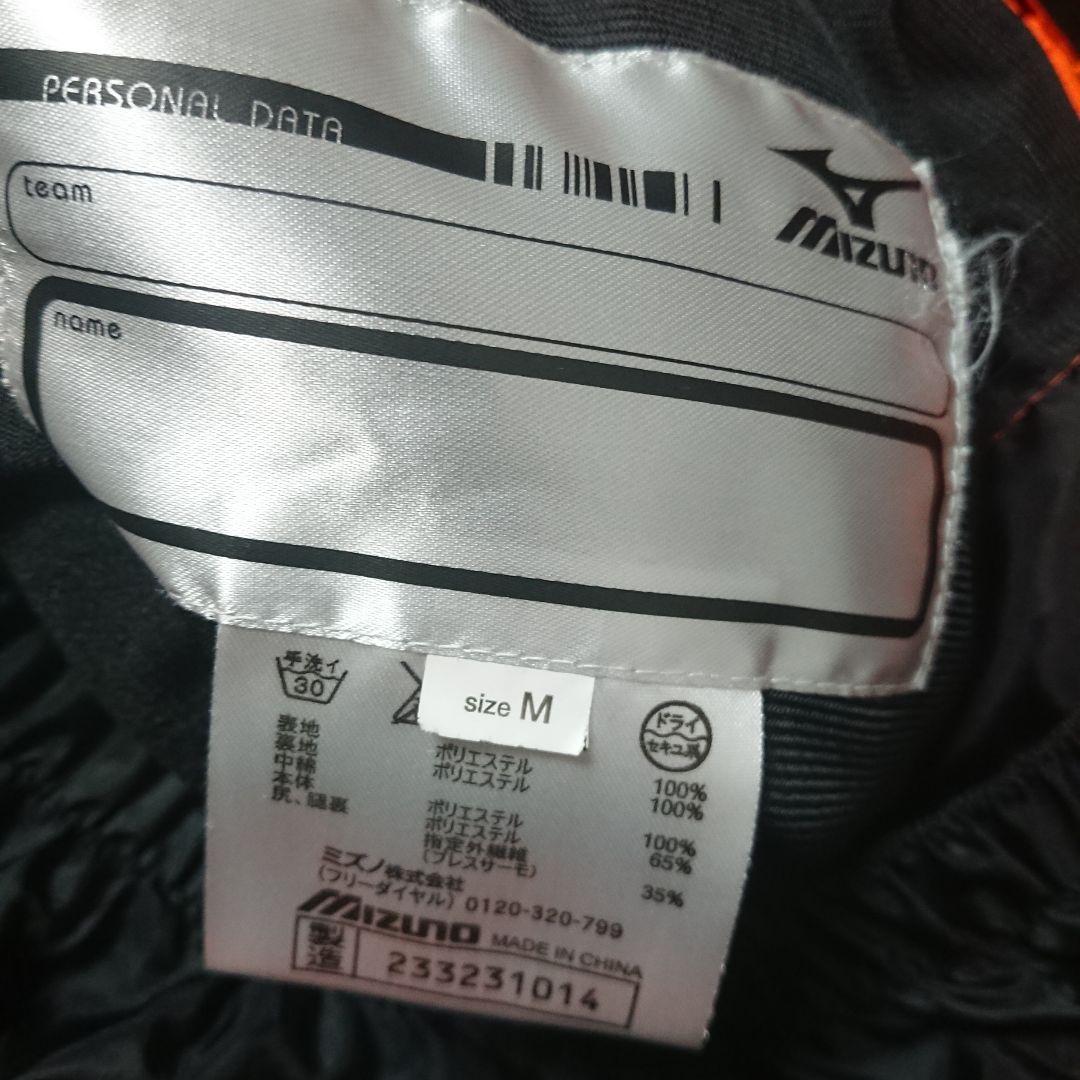 PERSONAL DATA
MIZUNO
team
name
手洗イ
30
size M
ドライ
セキユ系
表地
ポリエステル
100%
裏地
ポリエステル
100%
中綿
本体
ポリエステル
100%
尻、腿裏
ポリエステル
65%
指定外繊維
(ブレスサーモ)
35%
ミズノ株式会社
(フリーダイヤル) 0120-320-799
MIZUNO MADE IN CHINA
製造
233231014